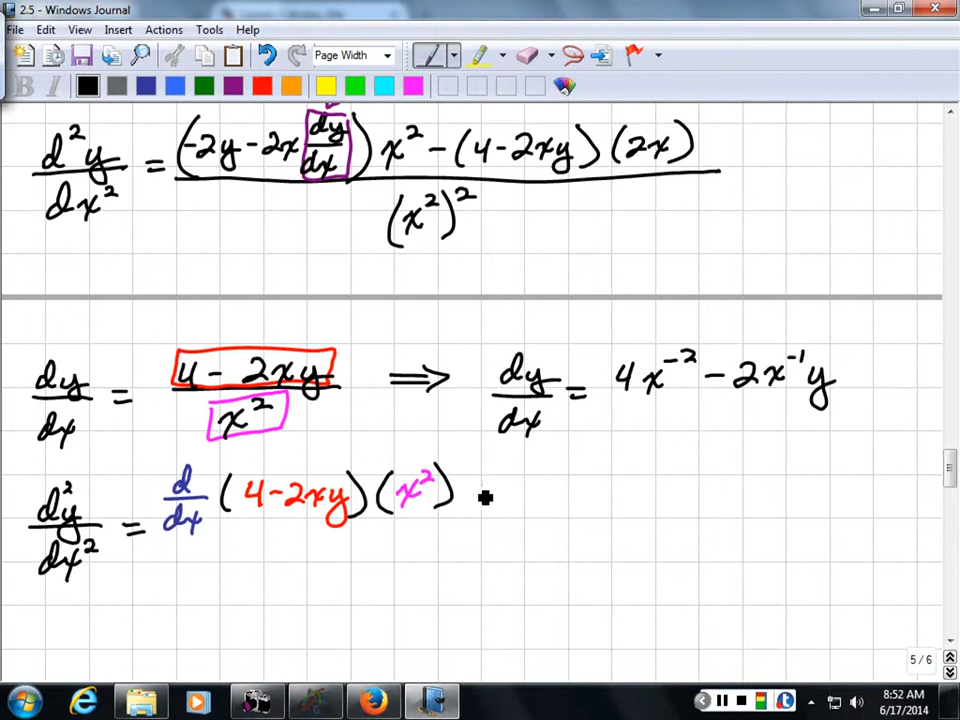 2.5 - Windows Journal
File Edit View Insert Actions Tools Help
Page Width
B I
d²y/dx² = ((-2y - 2x dy/dx) x² - (4 - 2xy)(2x))/(x²)²
dy/dx = (4 - 2xy)/x² ⟹ dy/dx = 4x⁻² - 2x⁻¹y
d²y/dx² = d/dx (4-2xy)(x²)
5 / 6
8:52 AM
6/17/2014